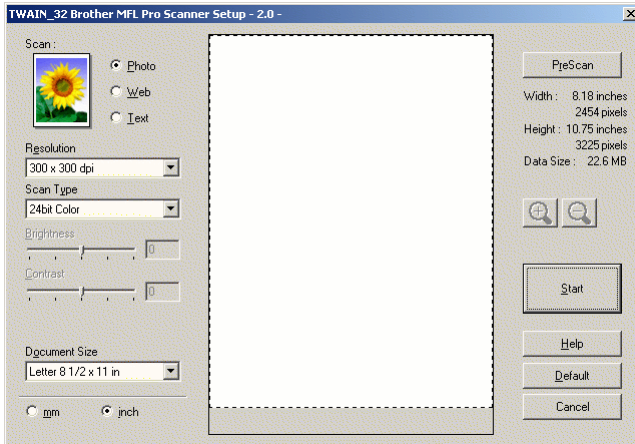 TWAIN_32 Brother MFL Pro Scanner Setup - 2.0 -
Scan :
Photo
Web
Text
Resolution
300 x 300 dpi
Scan Type
24bit Color
Brightness
0
Contrast
0
Document Size
Letter 8 1/2 x 11 in
mm
inch
PreScan
Width : 8.18 inches
2454 pixels
Height : 10.75 inches
3225 pixels
Data Size : 22.6 MB
Start
Help
Default
Cancel